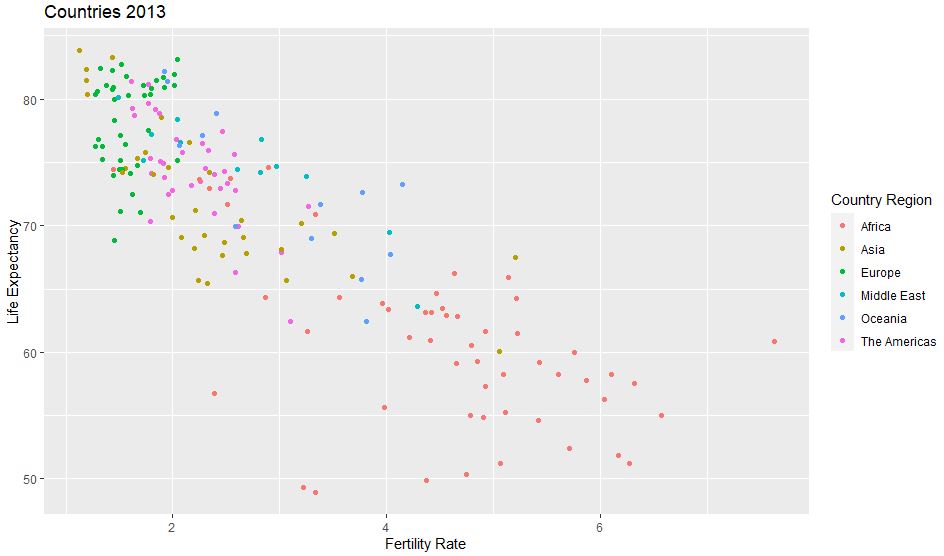 Countries 2013
80
70
60
50
Life Expectancy
2
4
6
Fertility Rate
Country Region
Africa
Asia
Europe
Middle East
Oceania
The Americas